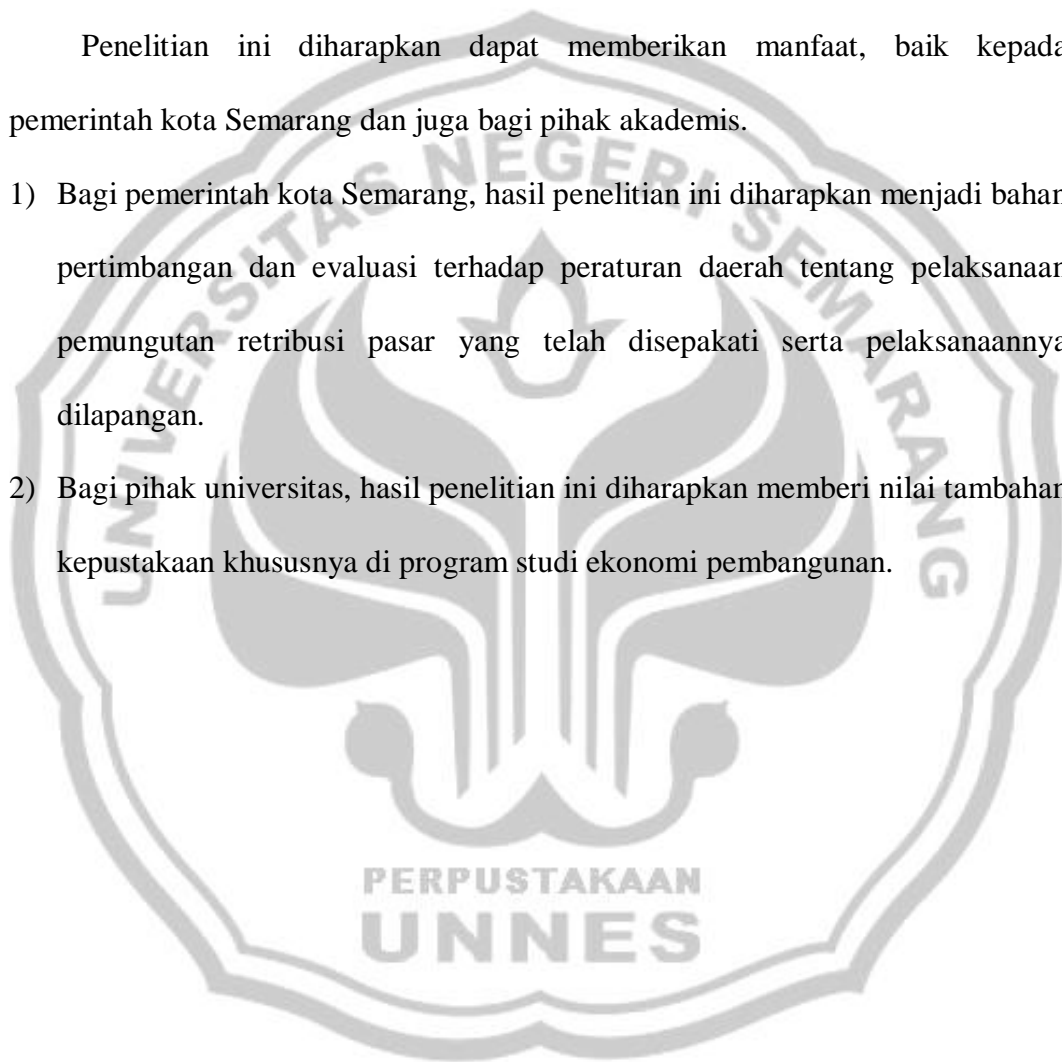 Penelitian ini diharapkan dapat memberikan manfaat, baik kepada
pemerintah kota Semarang dan juga bagi pihak akademis.
1) Bagi pemerintah kota Semarang, hasil penelitian ini diharapkan menjadi bahan
pertimbangan dan evaluasi terhadap peraturan daerah tentang pelaksanaan
pemungutan retribusi pasar yang telah disepakati serta pelaksanaannya
dilapangan.
2) Bagi pihak universitas, hasil penelitian ini diharapkan memberi nilai tambahan
kepustakaan khususnya di program studi ekonomi pembangunan.
UNIVERSITAS NEGERI SEMARANG
PERPUSTAKAAN
UNNES